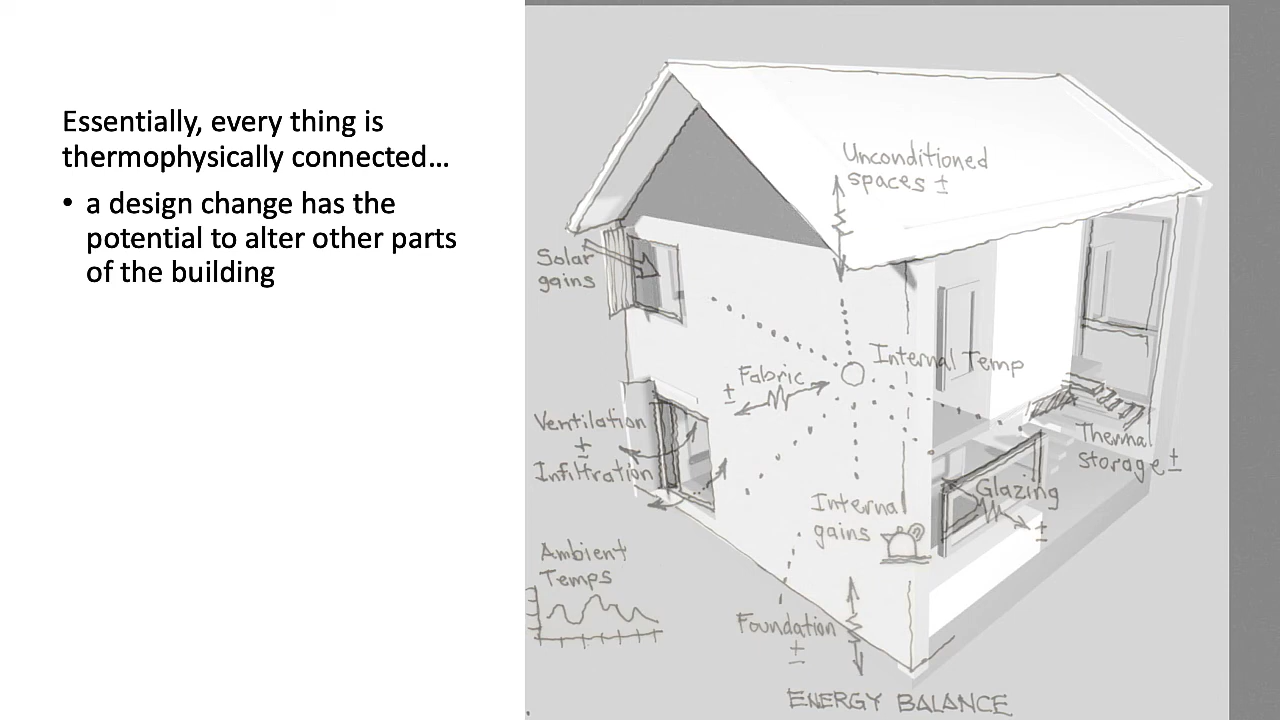 Essentially, every thing is
thermophysically connected…
• a design change has the
potential to alter other parts
of the building
Unconditioned
spaces ±
Solar
gains
Internal Temp
Fabric
±
Ventilation
±
Infiltration
Thermal
storage ±
Glazing
±
Internal
gains
Ambient
Temps
Foundation
±
ENERGY BALANCE